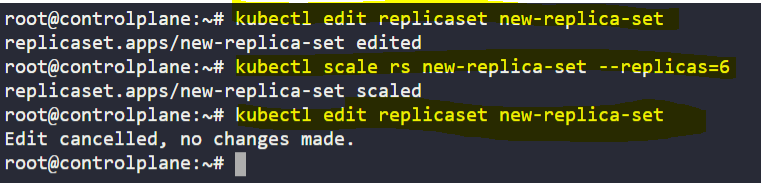 root@controlplane:~# kubectl edit replicaset new-replica-set
replicaset.apps/new-replica-set edited
root@controlplane:~# kubectl scale rs new-replica-set --replicas=6
replicaset.apps/new-replica-set scaled
root@controlplane:~# kubectl edit replicaset new-replica-set
Edit cancelled, no changes made.
root@controlplane:~#